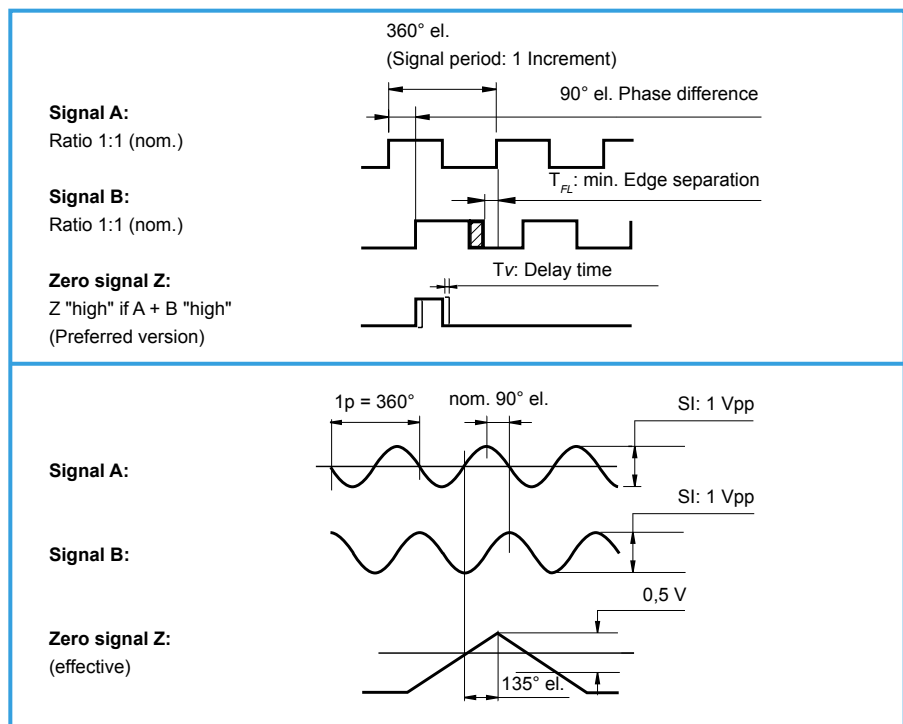 360° el.
(Signal period: 1 Increment)
90° el. Phase difference
Signal A:
Ratio 1:1 (nom.)
TFL: min. Edge separation
Signal B:
Ratio 1:1 (nom.)
Tv: Delay time
Zero signal Z:
Z "high" if A + B "high"
(Preferred version)
1p = 360°
nom. 90° el.
SI: 1 Vpp
Signal A:
SI: 1 Vpp
Signal B:
0,5 V
Zero signal Z:
(effective)
135° el.